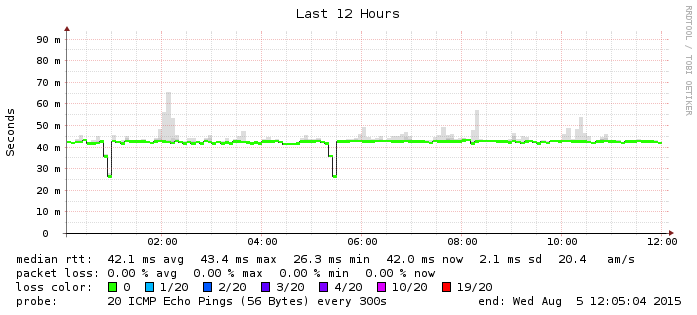 Last 12 Hours
RRDTOOL / TOBI OETIKER
Seconds
90 m
80 m
70 m
60 m
50 m
40 m
30 m
20 m
10 m
0
02:00 04:00 06:00 08:00 10:00 12:00
median rtt: 42.1 ms avg 43.4 ms max 26.3 ms min 42.0 ms now 2.1 ms sd 20.4 am/s
packet loss: 0.00 % avg 0.00 % max 0.00 % min 0.00 % now
loss color: 0 1/20 2/20 3/20 4/20 10/20 19/20
probe: 20 ICMP Echo Pings (56 Bytes) every 300s end: Wed Aug 5 12:05:04 2015